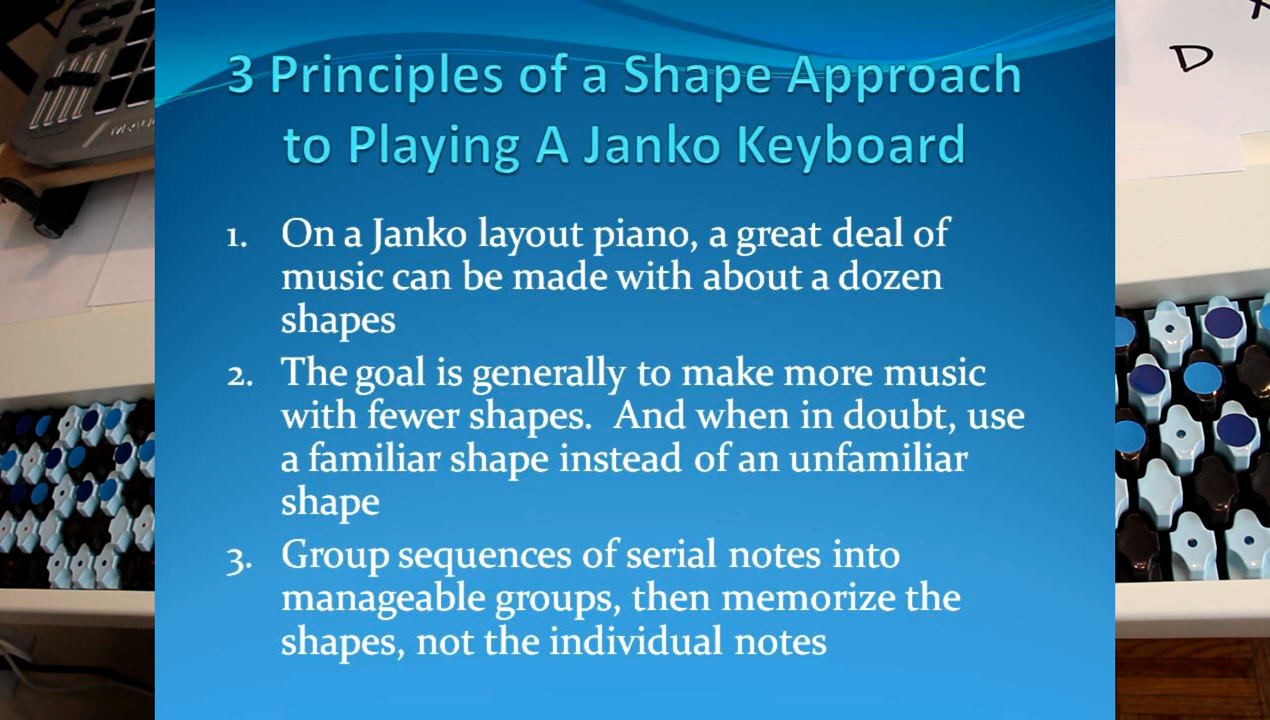 3 Principles of a Shape Approach
to Playing A Janko Keyboard
1. On a Janko layout piano, a great deal of
music can be made with about a dozen
shapes
2. The goal is generally to make more music
with fewer shapes.  And when in doubt, use
a familiar shape instead of an unfamiliar
shape
3. Group sequences of serial notes into
manageable groups, then memorize the
shapes, not the individual notes
D